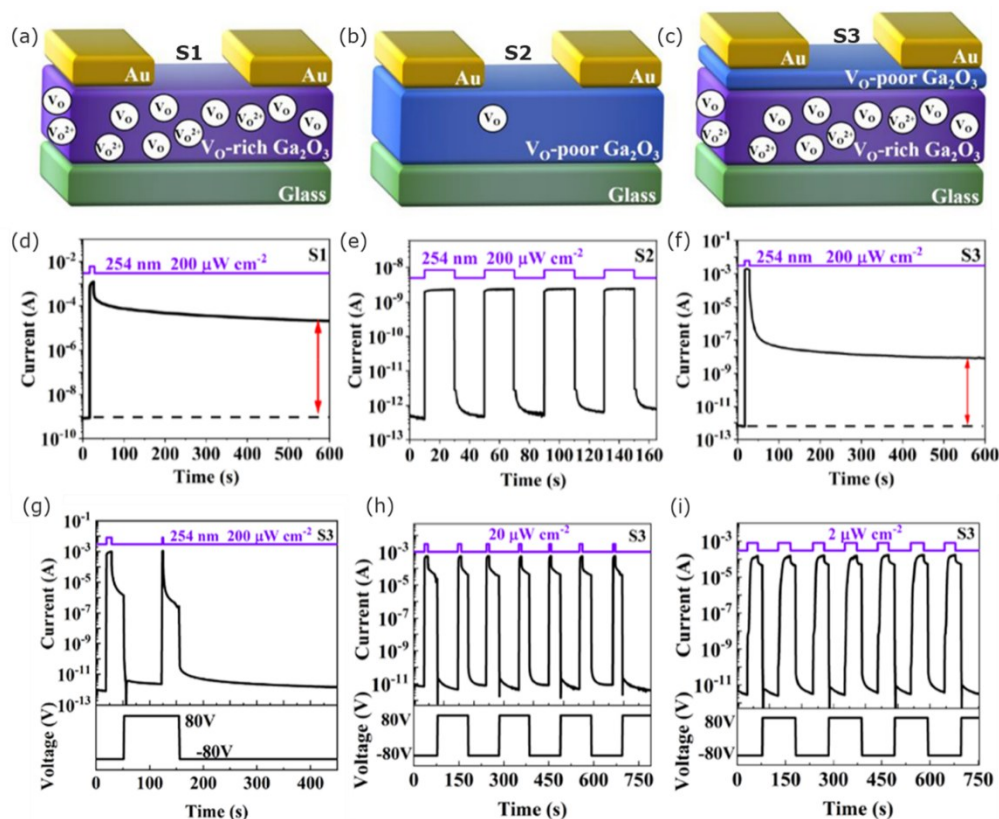 (a)
S1
Au
Au
Vo
Vo
Vo
Vo
Vo²⁺
Vo
Vo
Vo²⁺
Vo²⁺
Vo²⁺
Vo
Vo-rich Ga₂O₃
Glass
(b)
S2
Au
Au
Vo
Vo-poor Ga₂O₃
Glass
(c)
S3
Au
Au
Vo-poor Ga₂O₃
Vo
Vo
Vo
Vo
Vo²⁺
Vo
Vo
Vo²⁺
Vo²⁺
Vo²⁺
Vo
Vo-rich Ga₂O₃
Glass
(d)
S1
254 nm 200 μW cm⁻²
Current (A)
10⁻²
10⁻⁴
10⁻⁶
10⁻⁸
10⁻¹⁰
0 100 200 300 400 500 600
Time (s)
(e)
S2
254 nm 200 μW cm⁻²
Current (A)
10⁻⁸
10⁻⁹
10⁻¹⁰
10⁻¹¹
10⁻¹²
10⁻¹³
0 20 40 60 80 100 120 140 160
Time (s)
(f)
S3
254 nm 200 μW cm⁻²
Current (A)
10⁻¹
10⁻³
10⁻⁵
10⁻⁷
10⁻⁹
10⁻¹¹
10⁻¹³
0 100 200 300 400 500 600
Time (s)
(g)
S3
254 nm 200 μW cm⁻²
Current (A)
10⁻¹
10⁻³
10⁻⁵
10⁻⁷
10⁻⁹
10⁻¹¹
10⁻¹³
Voltage (V)
80V
-80V
0 100 200 300 400
Time (s)
(h)
S3
20 μW cm⁻²
Current (A)
10⁻¹
10⁻³
10⁻⁵
10⁻⁷
10⁻⁹
10⁻¹¹
Voltage (V)
80V
-80V
0 150 300 450 600 750
Time (s)
(i)
S3
2 μW cm⁻²
Current (A)
10⁻¹
10⁻³
10⁻⁵
10⁻⁷
10⁻⁹
10⁻¹¹
Voltage (V)
80V
-80V
0 150 300 450 600 750
Time (s)